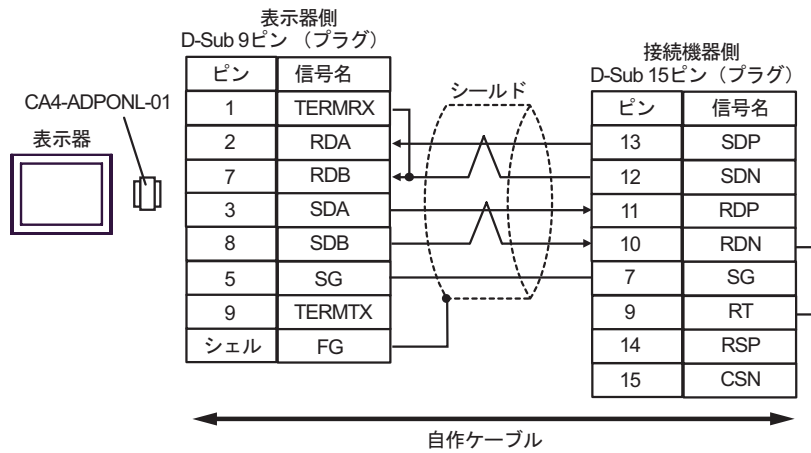 表示器側
D-Sub 9ピン （プラグ）
ピン 信号名
1 TERMRX
2 RDA
7 RDB
3 SDA
8 SDB
5 SG
9 TERMTX
シェル FG
CA4-ADPONL-01
表示器
シールド
接続機器側
D-Sub 15ピン（プラグ）
ピン 信号名
13 SDP
12 SDN
11 RDP
10 RDN
7 SG
9 RT
14 RSP
15 CSN
自作ケーブル